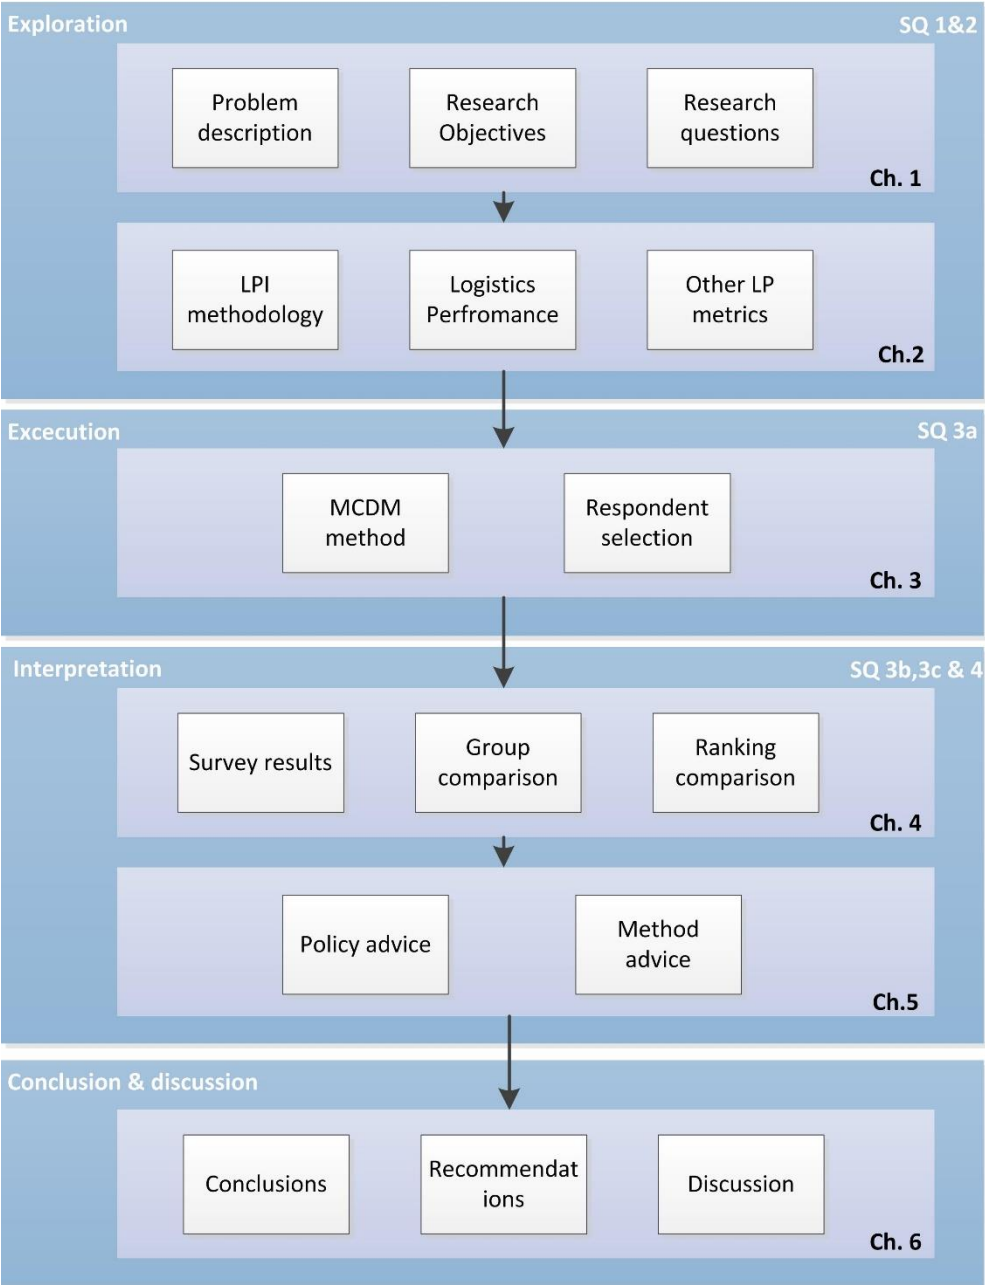 Exploration
SQ 1&2
Problem
description
Research
Objectives
Research
questions
Ch. 1
LPI
methodology
Logistics
Perfromance
Other LP
metrics
Ch.2
Excecution
SQ 3a
MCDM
method
Respondent
selection
Ch. 3
Interpretation
SQ 3b,3c & 4
Survey results
Group
comparison
Ranking
comparison
Ch. 4
Policy advice
Method
advice
Ch.5
Conclusion & discussion
Conclusions
Recommendat
ions
Discussion
Ch. 6